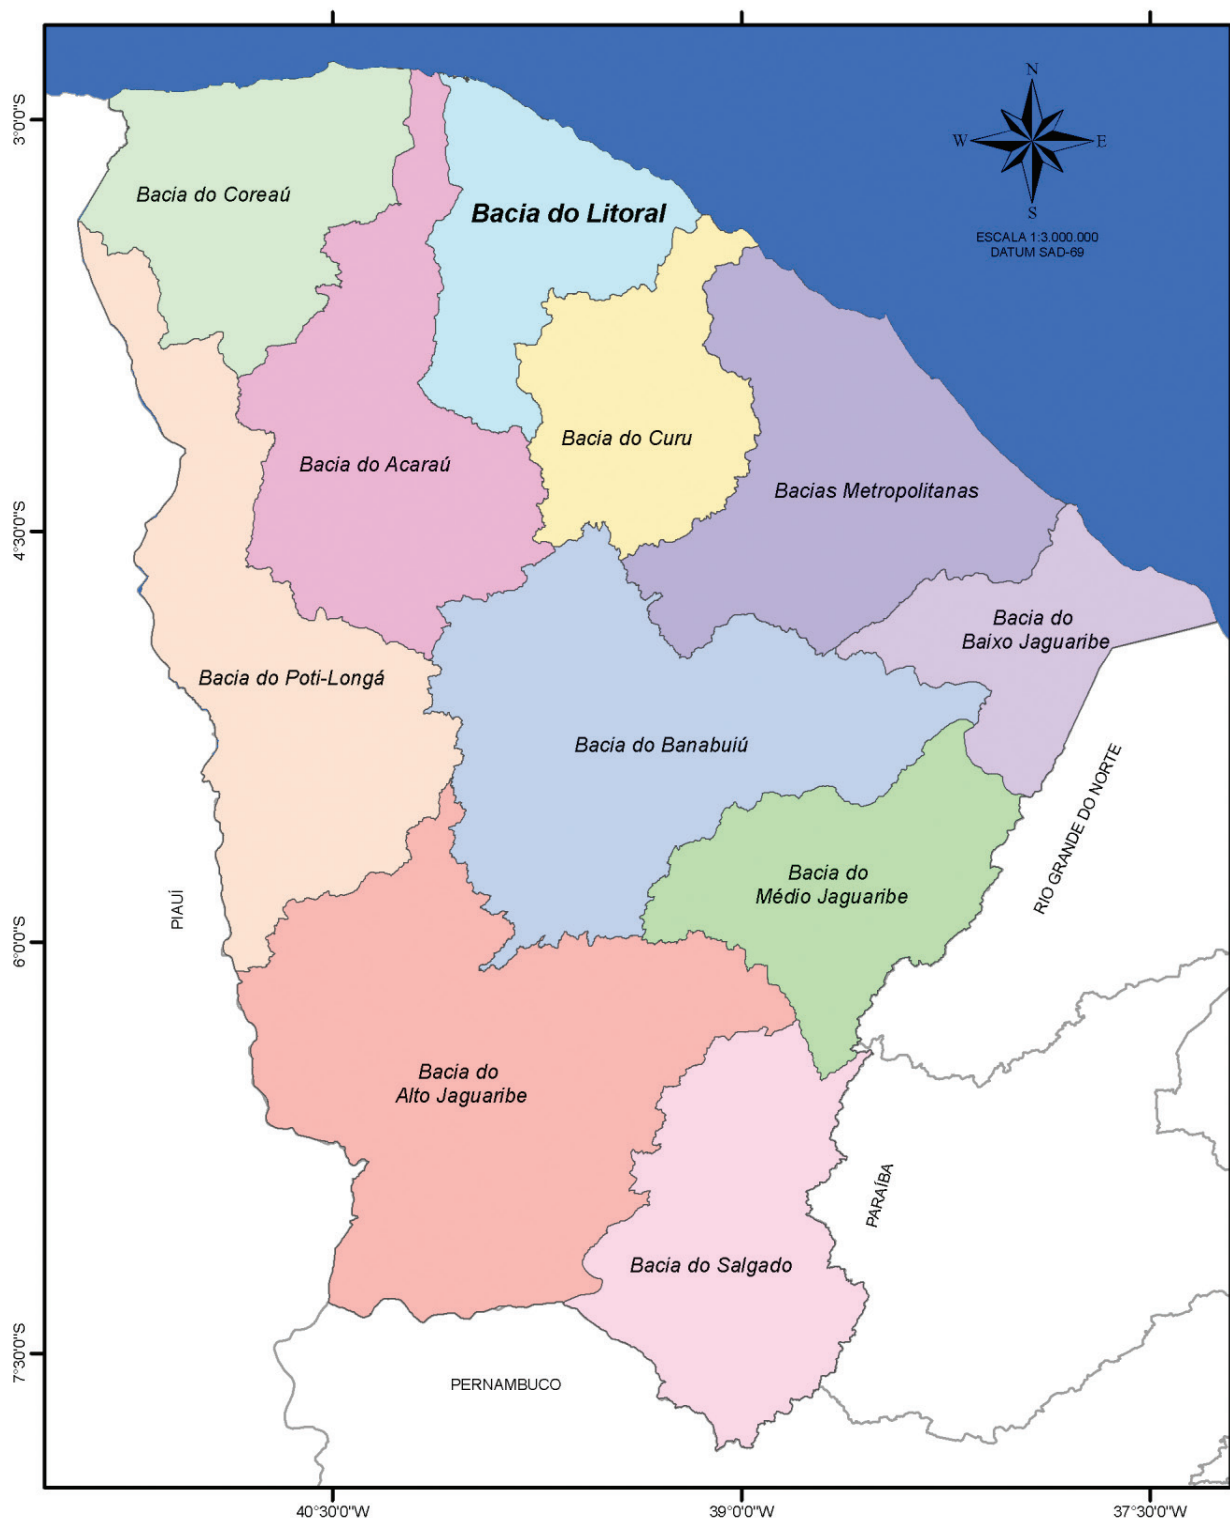 N
W
E
S
ESCALA 1:3.000.000
DATUM SAD-69
3°0'0"S
Bacia do Coreaú
Bacia do Litoral
Bacia do Curu
Bacia do Acaraú
Bacias Metropolitanas
4°30'0"S
Bacia do
Baixo Jaguaribe
Bacia do Poti-Longá
Bacia do Banabuiú
RIO GRANDE DO NORTE
Bacia do
Médio Jaguaribe
PIAUÍ
6°0'0"S
Bacia do
Alto Jaguaribe
PARAÍBA
Bacia do Salgado
7°30'0"S
PERNAMBUCO
40°30'0"W
39°0'0"W
37°30'0"W